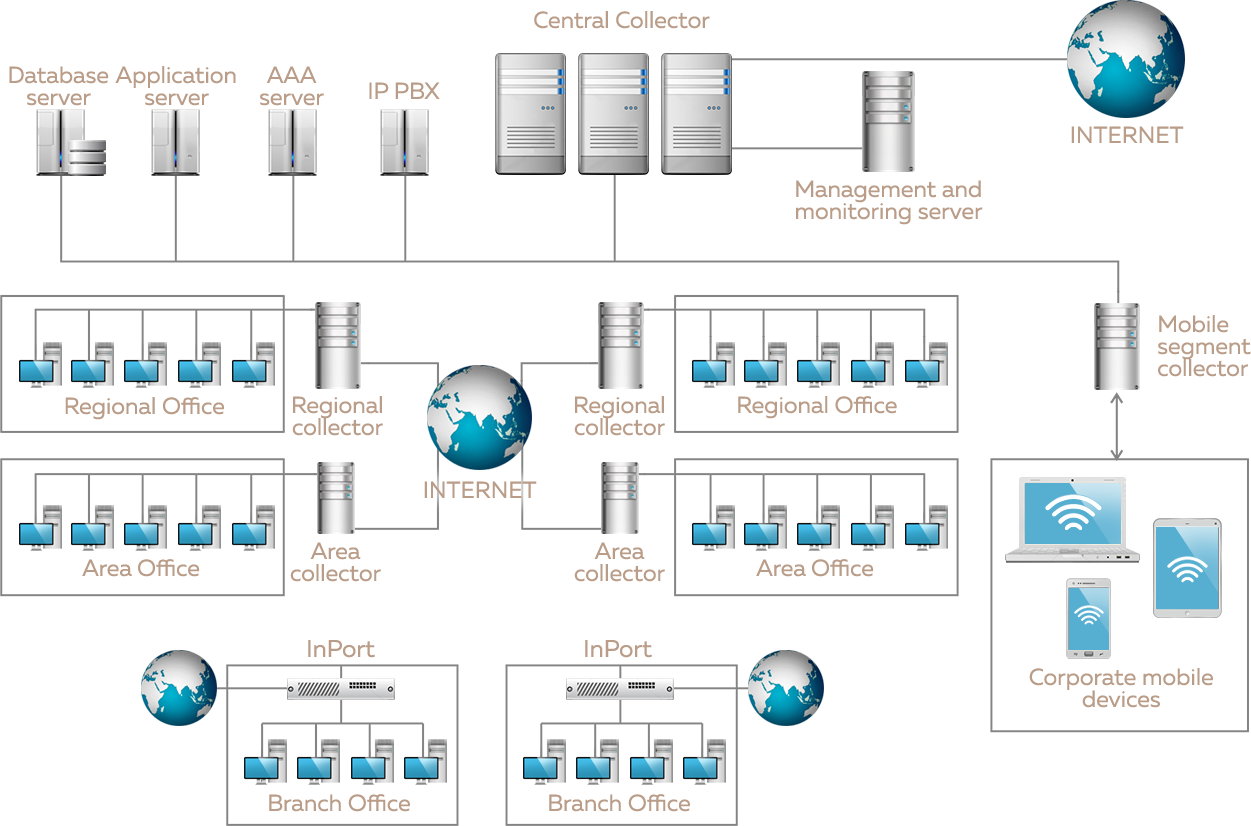 Central Collector
Database
server
Application
server
AAA
server
IP PBX
INTERNET
Management and
monitoring server
Regional Office
Regional
collector
Regional
collector
Regional Office
Mobile
segment
collector
INTERNET
Area Office
Area
collector
Area
collector
Area Office
InPort
InPort
Corporate mobile
devices
Branch Office
Branch Office